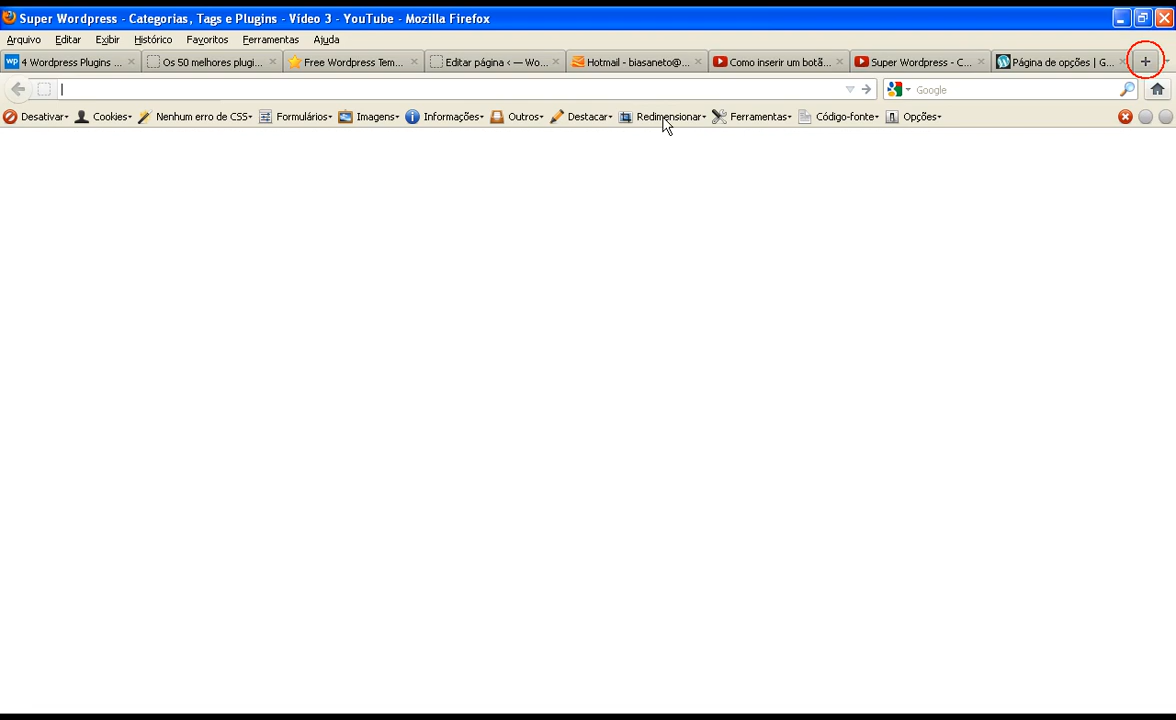 Super Wordpress - Categorias, Tags e Plugins - Vídeo 3 - YouTube - Mozilla Firefox
Arquivo Editar Exibir Histórico Favoritos Ferramentas Ajuda
wp 4 Wordpress Plugins ... Os 50 melhores plugi... Free Wordpress Tem... Editar página ‹ — Wo... Hotmail - biasaneto@... Como inserir um botã... Super Wordpress - C... Página de opções | G...
Google
Desativar Cookies Nenhum erro de CSS Formulários Imagens Informações Outros Destacar Redimensionar Ferramentas Código-fonte Opções